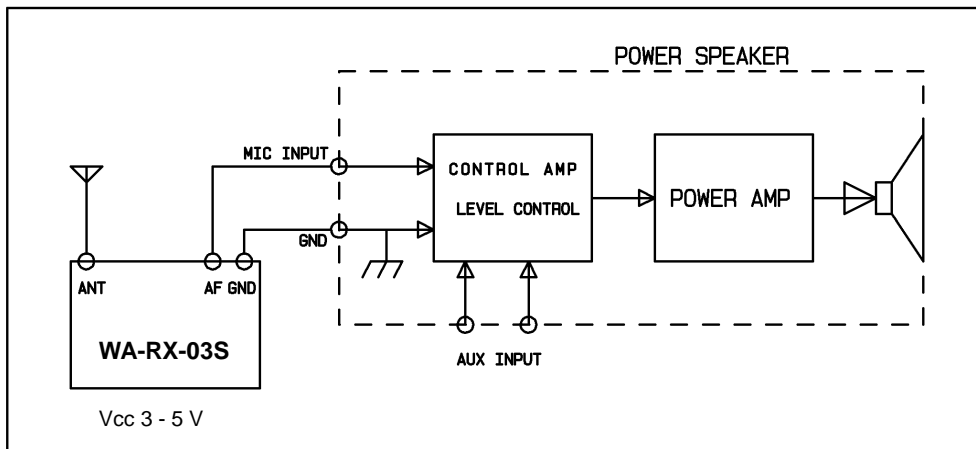 POWER SPEAKER
MIC INPUT
CONTROL AMP
LEVEL CONTROL
POWER AMP
GND
ANT
AF GND
WA-RX-03S
AUX INPUT
Vcc 3 - 5 V